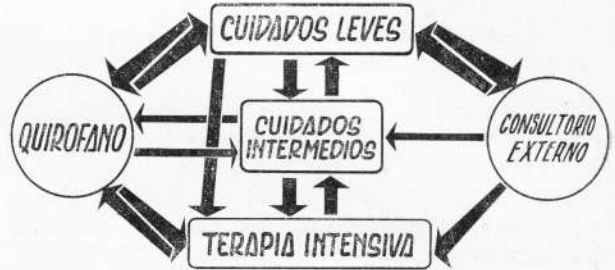 CUIDADOS LEVES
QUIROFANO
CUIDADOS
INTERMEDIOS
CONSULTORIO
EXTERNO
TERAPIA INTENSIVA